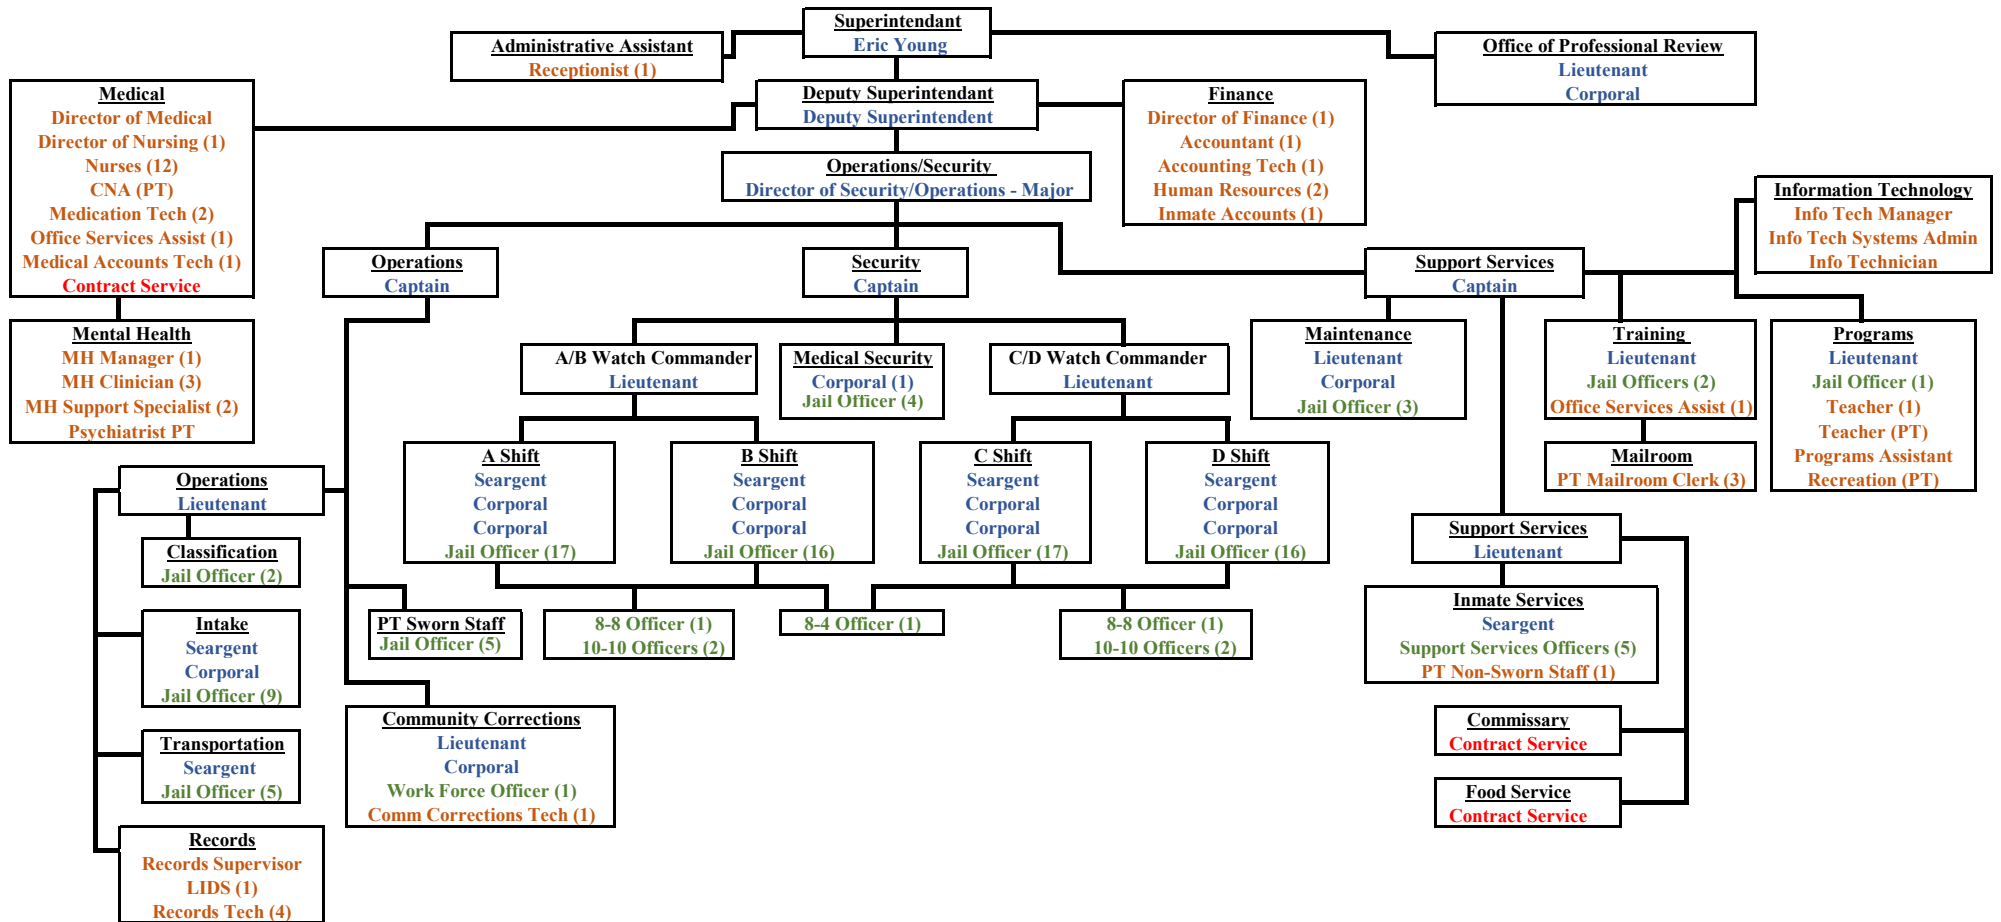 Superintendant
Eric Young
Administrative Assistant
Receptionist (1)
Office of Professional Review
Lieutenant
Corporal
Medical
Director of Medical
Director of Nursing (1)
Nurses (12)
CNA (PT)
Medication Tech (2)
Office Services Assist (1)
Medical Accounts Tech (1)
Contract Service
Deputy Superintendant
Deputy Superintendent
Finance
Director of Finance (1)
Accountant (1)
Accounting Tech (1)
Human Resources (2)
Inmate Accounts (1)
Operations/Security
Director of Security/Operations - Major
Information Technology
Info Tech Manager
Info Tech Systems Admin
Info Technician
Operations
Captain
Security
Captain
Support Services
Captain
Mental Health
MH Manager (1)
MH Clinician (3)
MH Support Specialist (2)
Psychiatrist PT
A/B Watch Commander
Lieutenant
Medical Security
Corporal (1)
Jail Officer (4)
C/D Watch Commander
Lieutenant
Maintenance
Lieutenant
Corporal
Jail Officer (3)
Training
Lieutenant
Jail Officers (2)
Office Services Assist (1)
Programs
Lieutenant
Jail Officer (1)
Teacher (1)
Teacher (PT)
Programs Assistant
Recreation (PT)
Mailroom
PT Mailroom Clerk (3)
Operations
Lieutenant
A Shift
Seargent
Corporal
Corporal
Jail Officer (17)
B Shift
Seargent
Corporal
Corporal
Jail Officer (16)
C Shift
Seargent
Corporal
Corporal
Jail Officer (17)
D Shift
Seargent
Corporal
Corporal
Jail Officer (16)
Support Services
Lieutenant
Classification
Jail Officer (2)
Intake
Seargent
Corporal
Jail Officer (9)
PT Sworn Staff
Jail Officer (5)
8-8 Officer (1)
10-10 Officers (2)
8-4 Officer (1)
8-8 Officer (1)
10-10 Officers (2)
Inmate Services
Seargent
Support Services Officers (5)
PT Non-Sworn Staff (1)
Transportation
Seargent
Jail Officer (5)
Community Corrections
Lieutenant
Corporal
Work Force Officer (1)
Comm Corrections Tech (1)
Commissary
Contract Service
Food Service
Contract Service
Records
Records Supervisor
LIDS (1)
Records Tech (4)